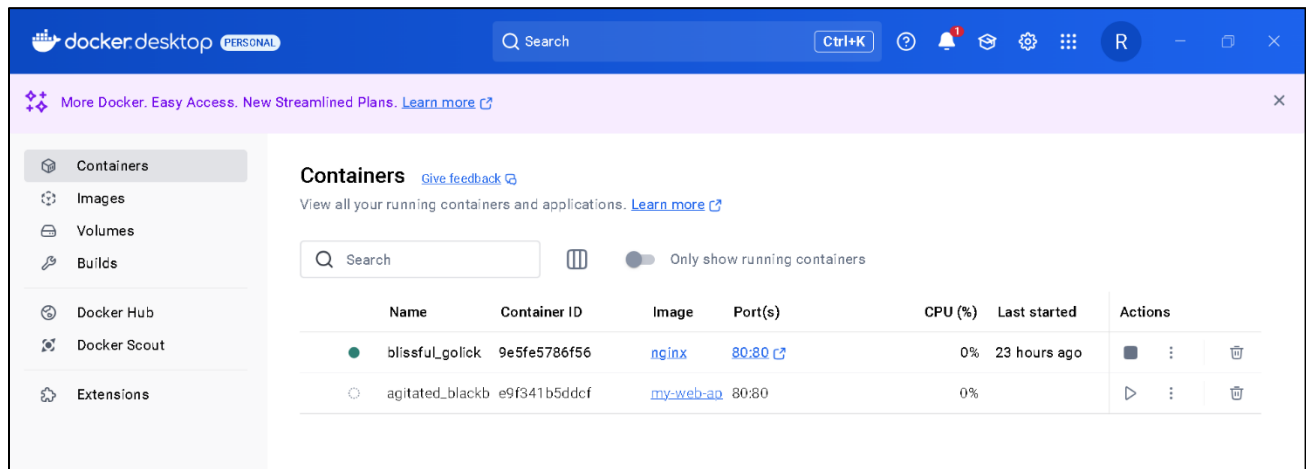 docker.desktop PERSONAL Search Ctrl+K 1 R
More Docker. Easy Access. New Streamlined Plans. Learn more
Containers
Images
Volumes
Builds
Docker Hub
Docker Scout
Extensions
Containers Give feedback
View all your running containers and applications. Learn more
Search Only show running containers
Name Container ID Image Port(s) CPU (%) Last started Actions
blissful_golick 9e5fe5786f56 nginx 80:80 0% 23 hours ago
agitated_blackb e9f341b5ddcf my-web-ap 80:80 0%